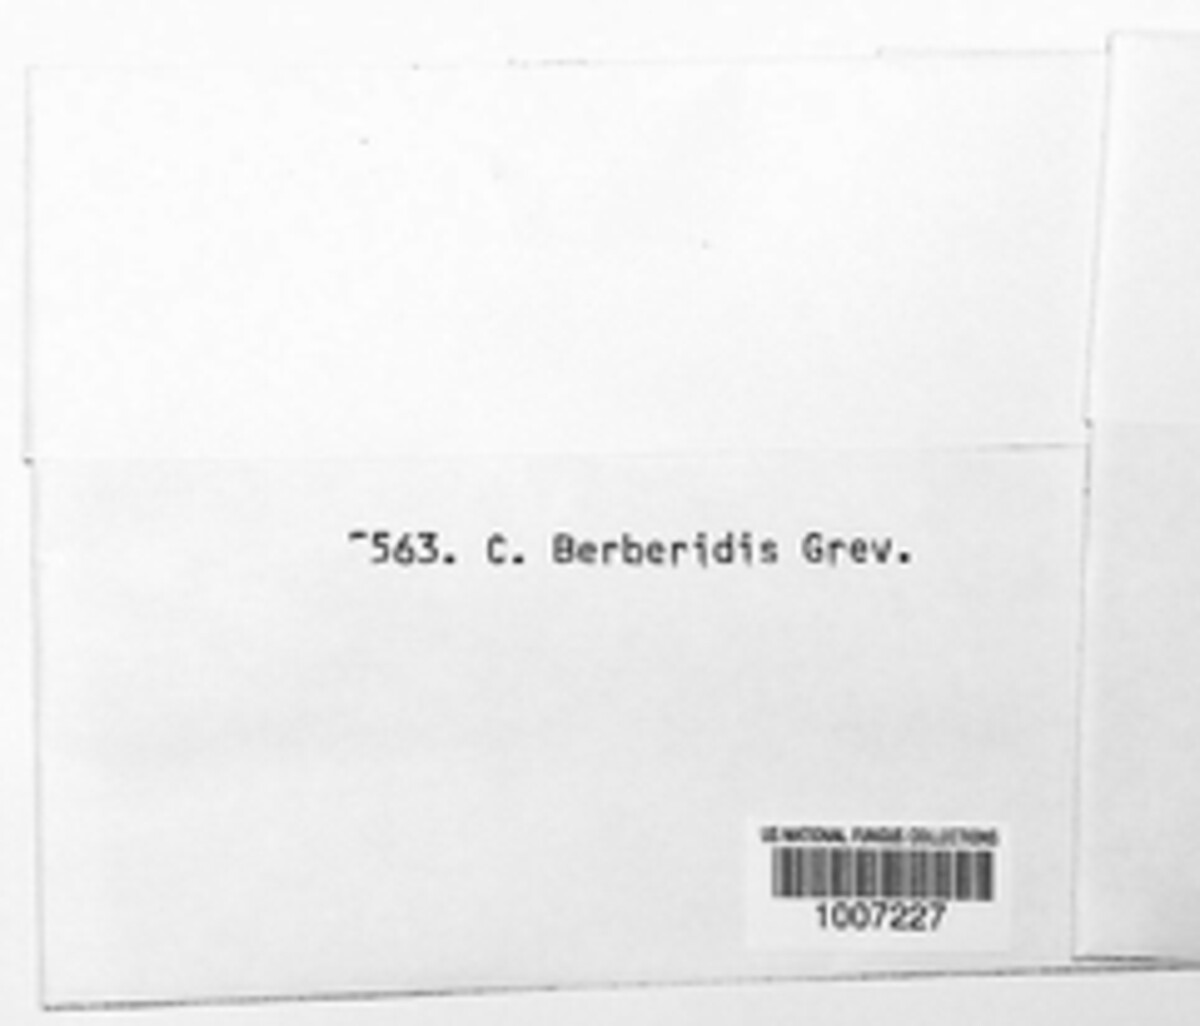 563. C. Berberidis Grev.
US NATIONAL FUNGUS COLLECTIONS
1007227